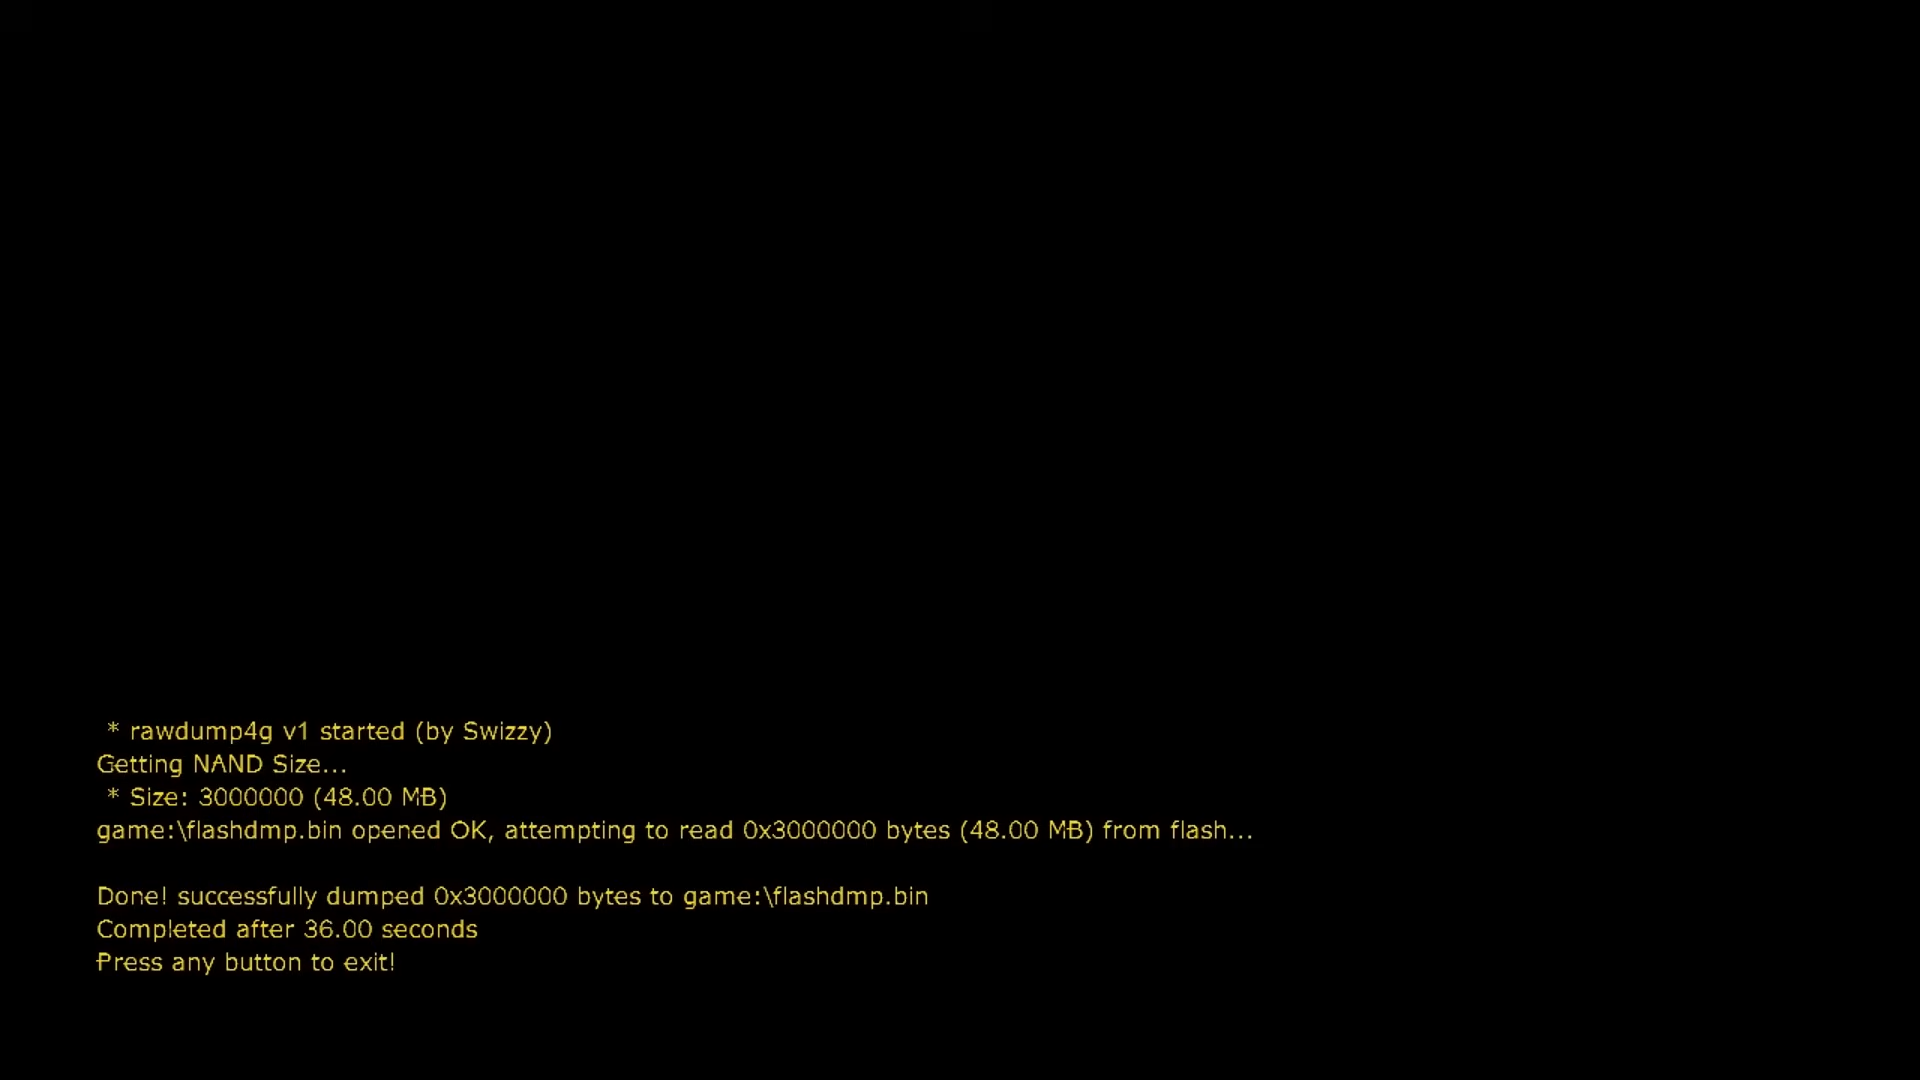 * rawdump4g v1 started (by Swizzy)
Getting NAND Size...
* Size: 3000000 (48.00 MB)
game:\flashdmp.bin opened OK, attempting to read 0x3000000 bytes (48.00 MB) from flash...
Done! successfully dumped 0x3000000 bytes to game:\flashdmp.bin
Completed after 36.00 seconds
Press any button to exit!